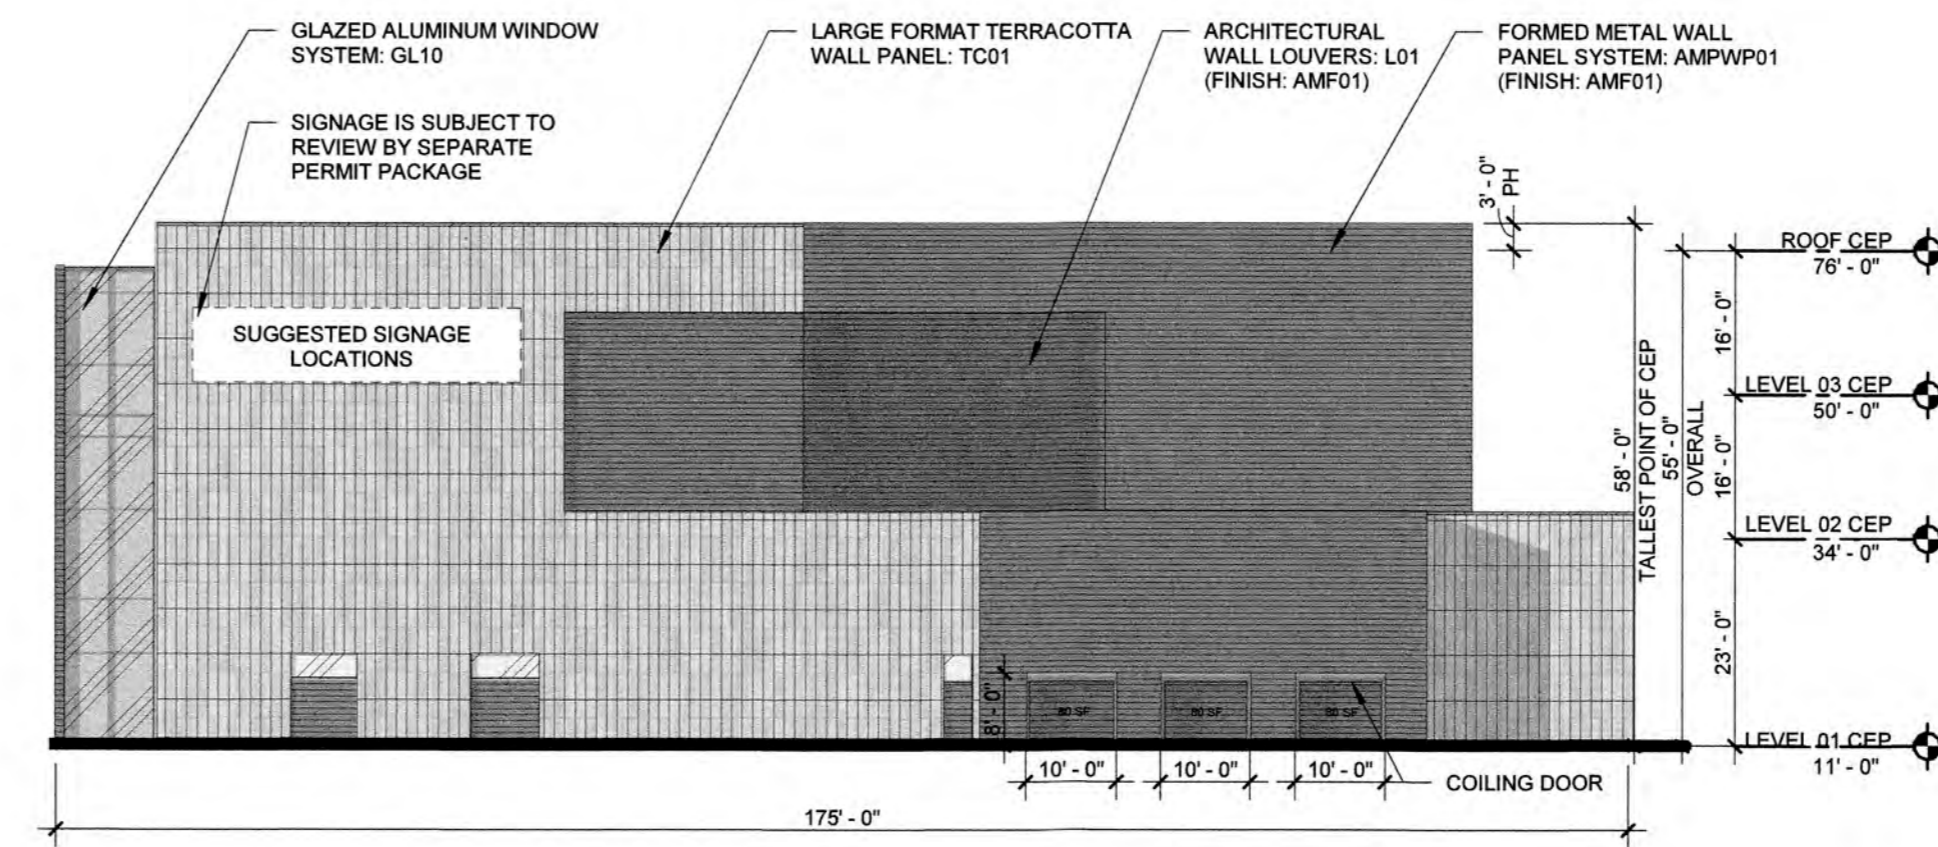 GLAZED ALUMINUM WINDOW
SYSTEM: GL10
LARGE FORMAT TERRACOTTA
WALL PANEL: TC01
ARCHITECTURAL
WALL LOUVERS: L01
(FINISH: AMF01)
FORMED METAL WALL
PANEL SYSTEM: AMPWP01
(FINISH: AMF01)
SIGNAGE IS SUBJECT TO
REVIEW BY SEPARATE
PERMIT PACKAGE
3' - 0"
PH
ROOF CEP
76' - 0"
SUGGESTED SIGNAGE
LOCATIONS
16' - 0"
LEVEL 03 CEP
50' - 0"
58' - 0"
TALLEST POINT OF CEP
55' - 0"
OVERALL
16' - 0"
LEVEL 02 CEP
34' - 0"
23' - 0"
8' - 0"
80 SF
80 SF
80 SF
LEVEL 01 CEP
11' - 0"
10' - 0"
10' - 0"
10' - 0"
COILING DOOR
175' - 0"